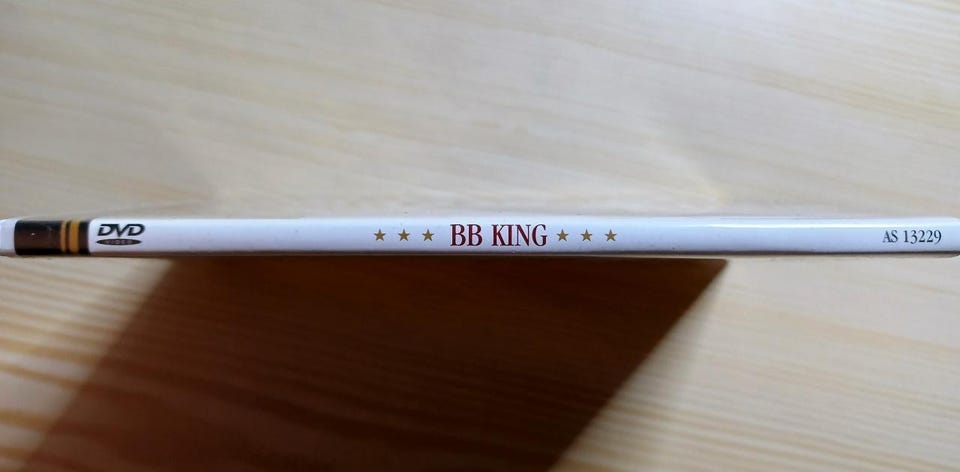 DVD
VIDEO
★ ★ ★ BB KING ★ ★ ★
AS 13229